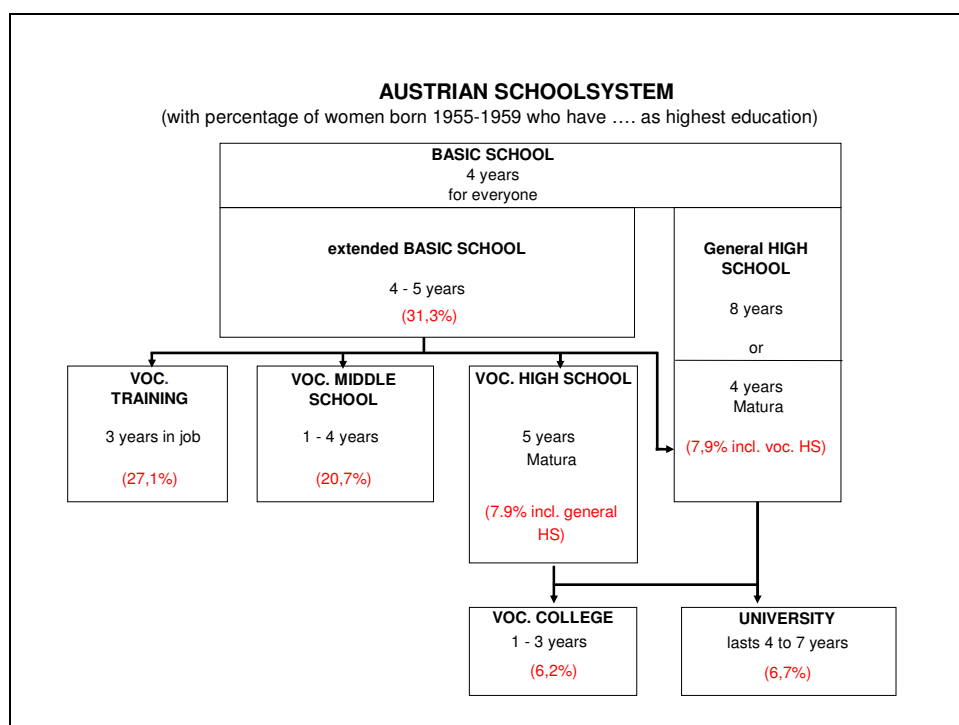 AUSTRIAN SCHOOLSYSTEM
(with percentage of women born 1955-1959 who have .... as highest education)
BASIC SCHOOL
4 years
for everyone
extended BASIC SCHOOL
4 - 5 years
(31,3%)
General HIGH
SCHOOL
8 years
or
4 years
Matura
(7,9% incl. voc. HS)
VOC.
TRAINING
3 years in job
(27,1%)
VOC. MIDDLE
SCHOOL
1 - 4 years
(20,7%)
VOC. HIGH SCHOOL
5 years
Matura
(7.9% incl. general
HS)
VOC. COLLEGE
1 - 3 years
(6,2%)
UNIVERSITY
lasts 4 to 7 years
(6,7%)